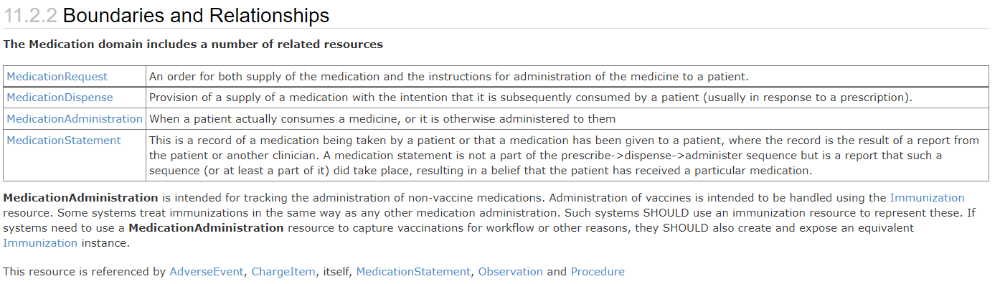 11.2.2 Boundaries and Relationships
The Medication domain includes a number of related resources
MedicationRequest An order for both supply of the medication and the instructions for administration of the medicine to a patient.
MedicationDispense Provision of a supply of a medication with the intention that it is subsequently consumed by a patient (usually in response to a prescription).
MedicationAdministration When a patient actually consumes a medicine, or it is otherwise administered to them
MedicationStatement This is a record of a medication being taken by a patient or that a medication has been given to a patient, where the record is the result of a report from
the patient or another clinician. A medication statement is not a part of the prescribe->dispense->administer sequence but is a report that such a
sequence (or at least a part of it) did take place, resulting in a belief that the patient has received a particular medication.
MedicationAdministration is intended for tracking the administration of non-vaccine medications. Administration of vaccines is intended to be handled using the Immunization
resource. Some systems treat immunizations in the same way as any other medication administration. Such systems SHOULD use an immunization resource to represent these. If
systems need to use a MedicationAdministration resource to capture vaccinations for workflow or other reasons, they SHOULD also create and expose an equivalent
Immunization instance.
This resource is referenced by AdverseEvent, ChargeItem, itself, MedicationStatement, Observation and Procedure